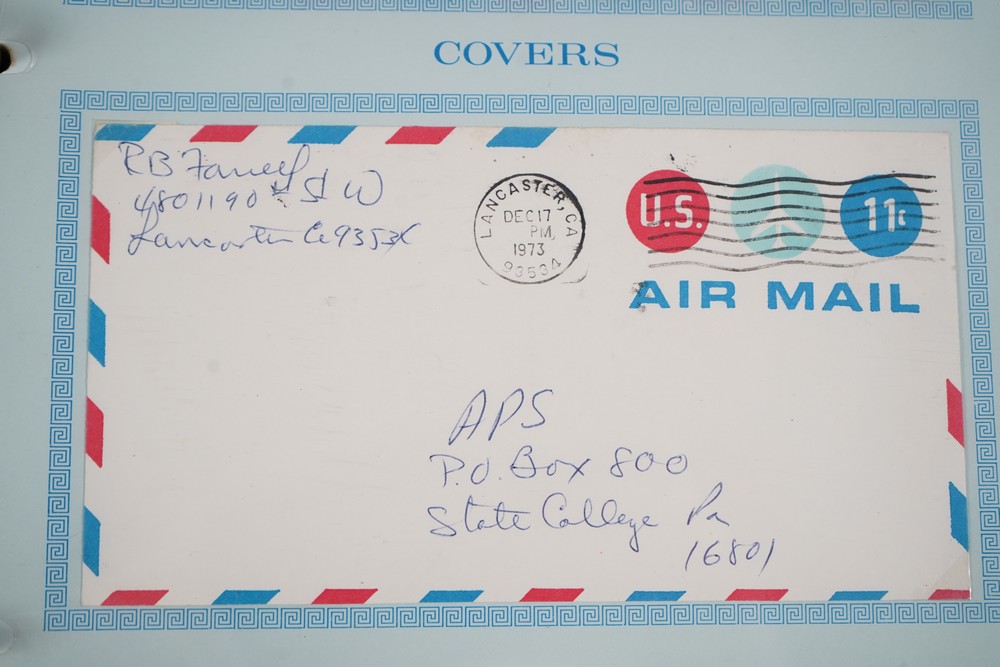 COVERS
RB Farrell
4801190th St W
Lancaster Ca 9353
LANCASTER, CA
DEC 17
PM
1973
93534
U.S. 11c
AIR MAIL
APS
P.O. Box 800
State College Pa
16801